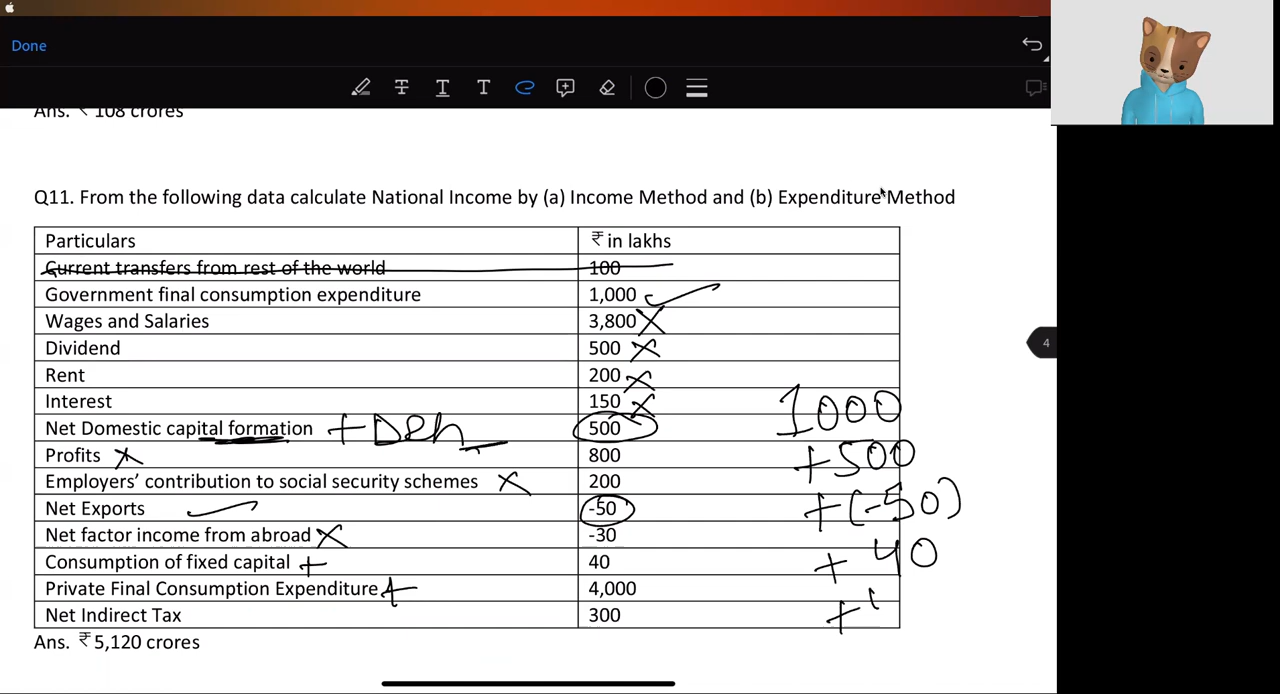 Done
Ans. ₹ 108 crores
Q11. From the following data calculate National Income by (a) Income Method and (b) Expenditure Method
Particulars ₹ in lakhs
Current transfers from rest of the world 100
Government final consumption expenditure 1,000
Wages and Salaries 3,800
Dividend 500
Rent 200
Interest 150
1000
Net Domestic capital formation + Deh 500
Profits 800
+500
Employers' contribution to social security schemes 200
Net Exports -50
+(-50)
Net factor income from abroad -30
Consumption of fixed capital + 40
+ 40
Private Final Consumption Expenditure + 4,000
Net Indirect Tax 300
+
Ans. ₹ 5,120 crores
4
T T T